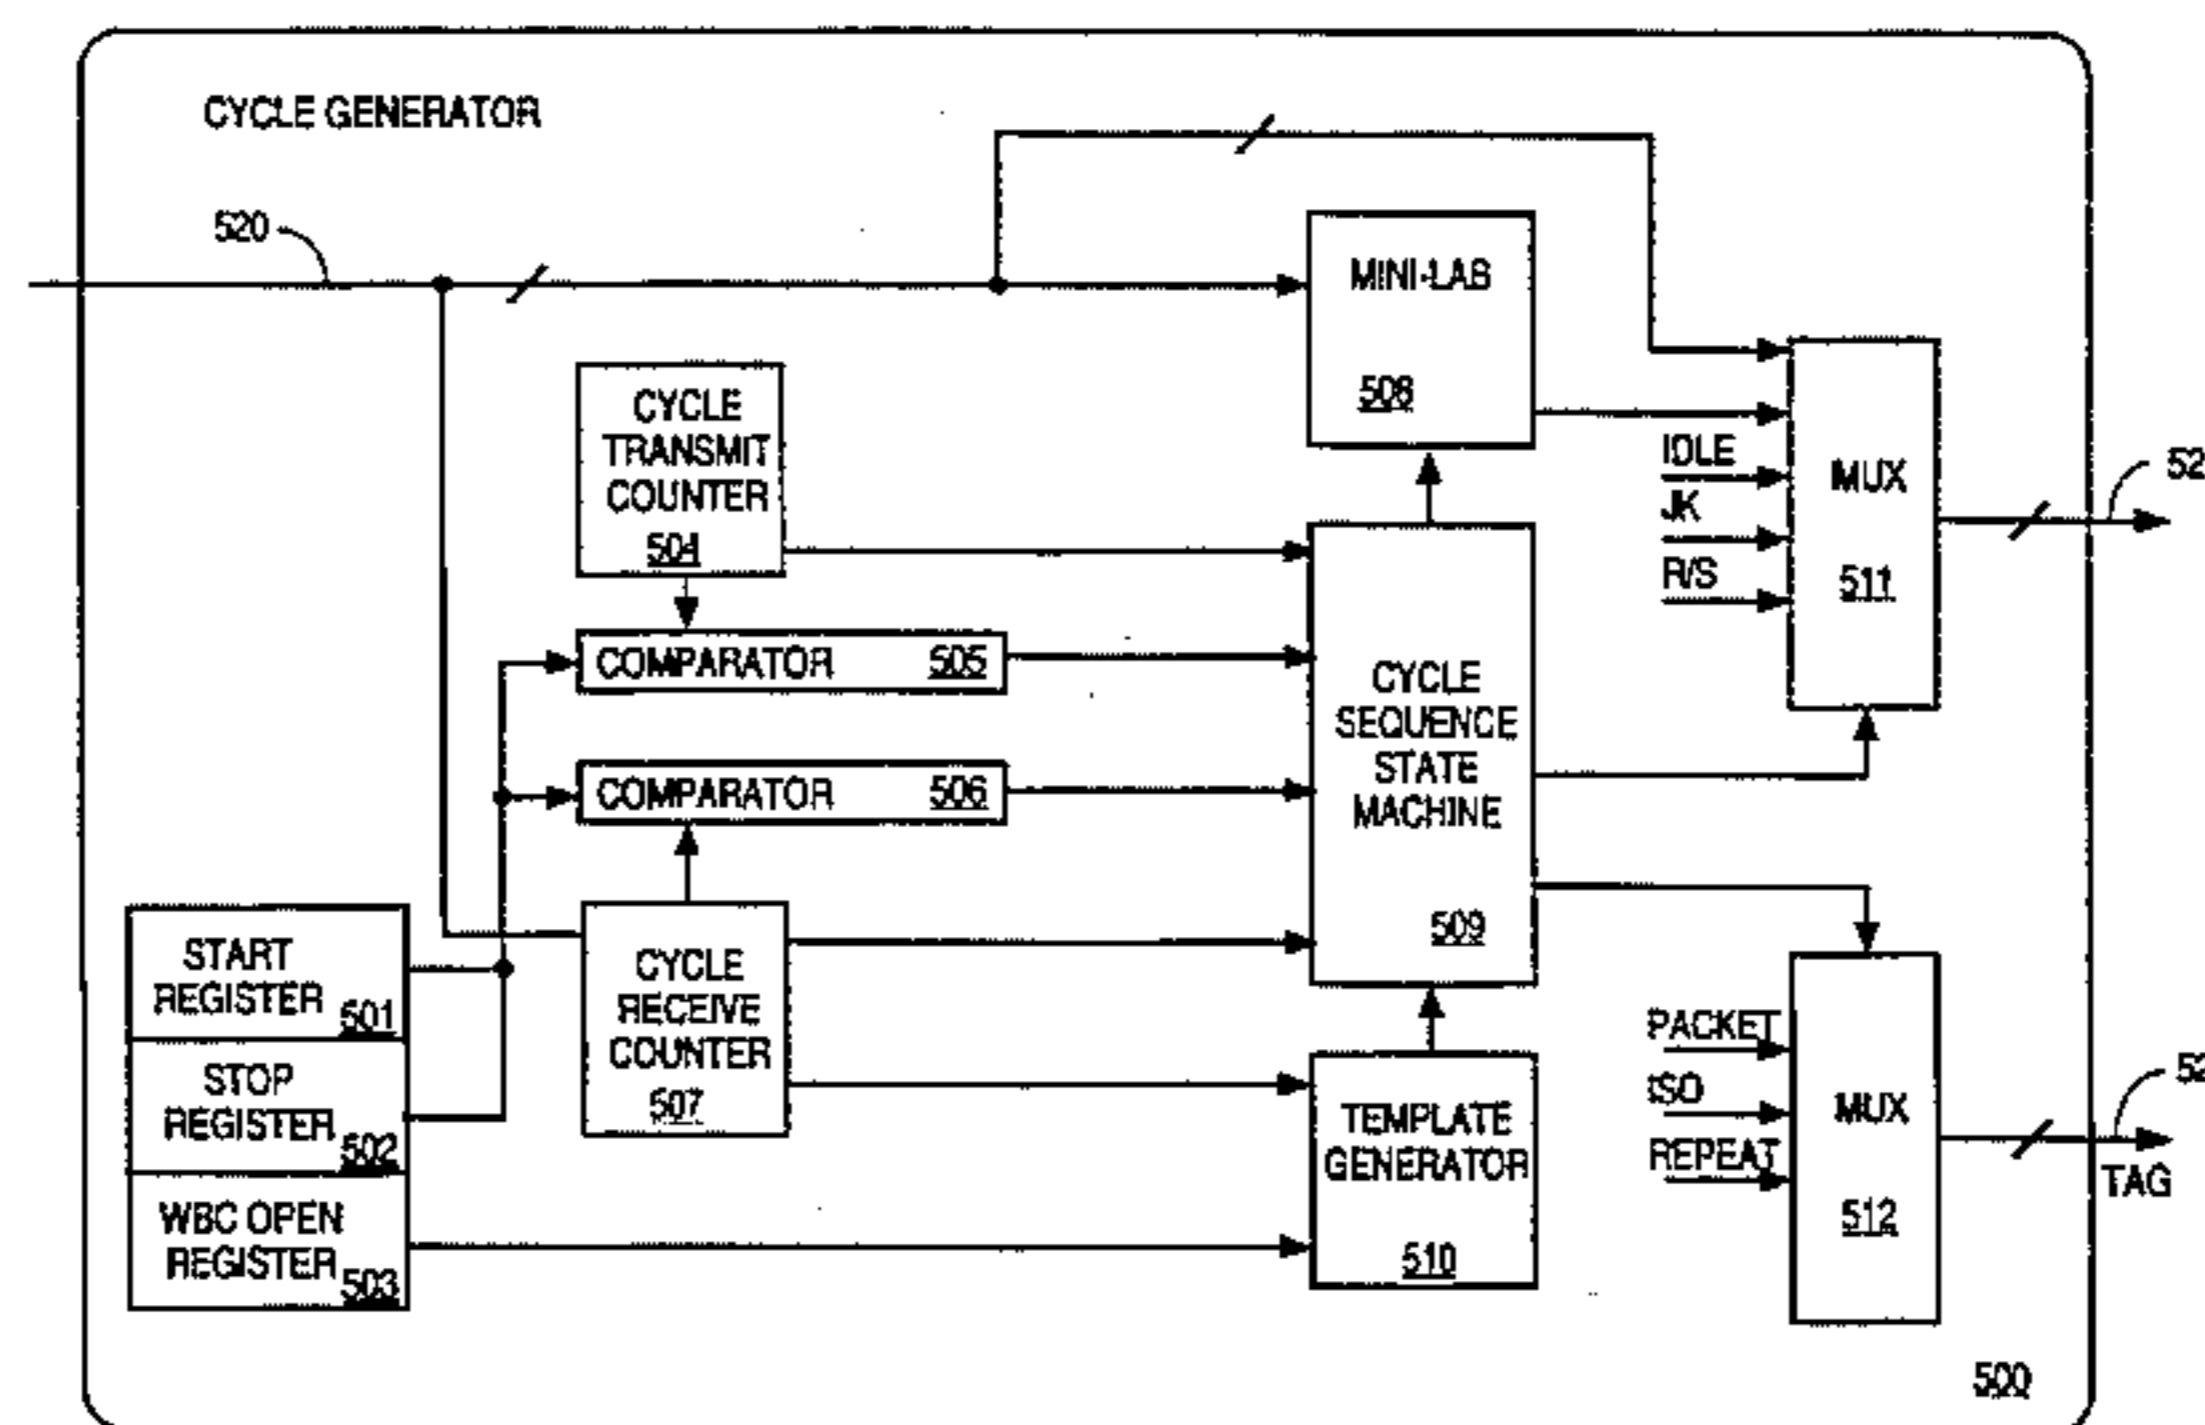 CYCLE GENERATOR
520
MINI-LAB
508
CYCLE
TRANSMIT
COUNTER
504
IDLE
JK
R/S
MUX
511
52
COMPARATOR 505
COMPARATOR 506
CYCLE
SEQUENCE
STATE
MACHINE
509
START
REGISTER 501
STOP
REGISTER 502
WBC OPEN
REGISTER 503
CYCLE
RECEIVE
COUNTER
507
TEMPLATE
GENERATOR
510
PACKET
ISO
REPEAT
MUX
512
52
TAG
500